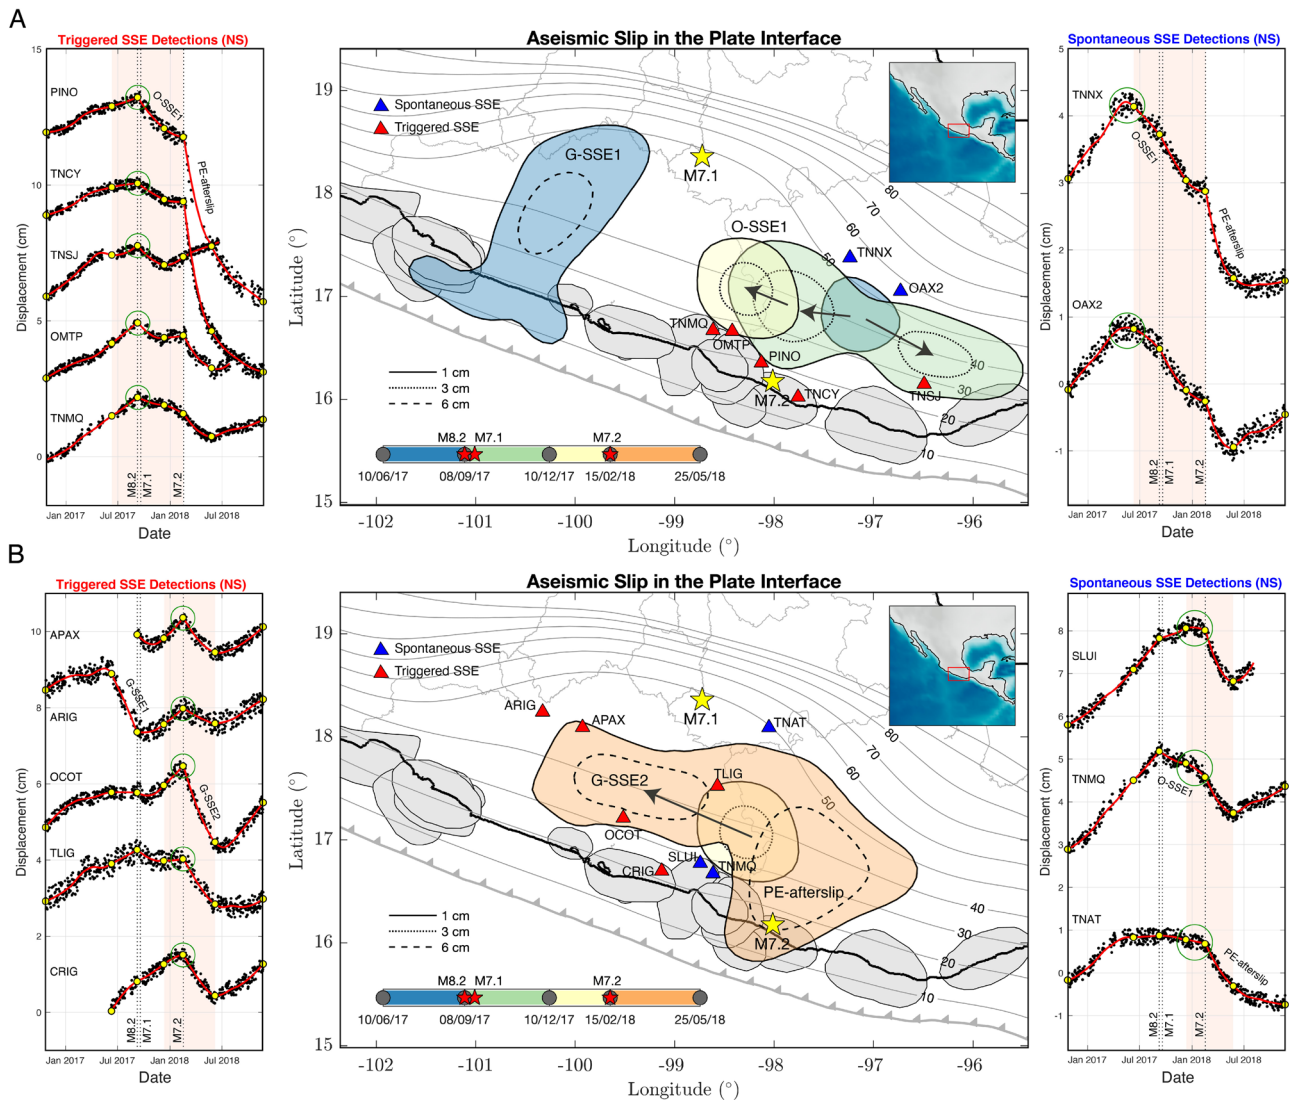 A
Triggered SSE Detections (NS)
15
10
5
0
Displacement (cm)
PINO
TNCY
TNSJ
OMTP
TNMQ
O-SSE1
PE-afterslip
M8.2
M7.1
M7.2
Jan 2017
Jul 2017
Jan 2018
Jul 2018
Date
Aseismic Slip in the Plate Interface
19
18
17
16
15
Latitude (°)
Spontaneous SSE
Triggered SSE
G-SSE1
M7.1
O-SSE1
TNNX
OAX2
TNMQ
OMTP
PINO
TNCY
TNSJ
M7.2
80
70
60
50
40
30
20
10
1 cm
3 cm
6 cm
M8.2
M7.1
M7.2
10/06/17
08/09/17
10/12/17
15/02/18
25/05/18
-102
-101
-100
-99
-98
-97
-96
Longitude (°)
Spontaneous SSE Detections (NS)
5
4
3
2
1
0
-1
Displacement (cm)
TNNX
OAX2
O-SSE1
PE-afterslip
M8.2
M7.1
M7.2
Jan 2017
Jul 2017
Jan 2018
Jul 2018
Date
B
Triggered SSE Detections (NS)
10
8
6
4
2
0
Displacement (cm)
APAX
ARIG
OCOT
TLIG
CRIG
G-SSE1
G-SSE2
M8.2
M7.1
M7.2
Jan 2017
Jul 2017
Jan 2018
Jul 2018
Date
Aseismic Slip in the Plate Interface
19
18
17
16
15
Latitude (°)
Spontaneous SSE
Triggered SSE
ARIG
APAX
M7.1
TNAT
G-SSE2
TLIG
OCOT
SLUI
TNMQ
CRIG
PE-afterslip
M7.2
80
70
60
50
40
30
20
10
1 cm
3 cm
6 cm
M8.2
M7.1
M7.2
10/06/17
08/09/17
10/12/17
15/02/18
25/05/18
-102
-101
-100
-99
-98
-97
-96
Longitude (°)
Spontaneous SSE Detections (NS)
8
7
6
5
4
3
2
1
0
-1
Displacement (cm)
SLUI
TNMQ
TNAT
O-SSE1
PE-afterslip
M8.2
M7.1
M7.2
Jan 2017
Jul 2017
Jan 2018
Jul 2018
Date